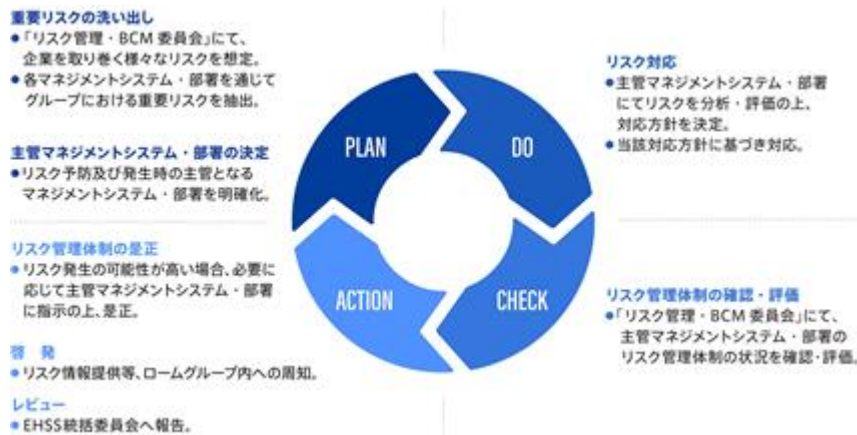 重要リスクの洗い出し
●「リスク管理・BCM 委員会」にて、
企業を取り巻く様々なリスクを想定。
●各マネジメントシステム・部署を通じて
グループにおける重要リスクを抽出。
主管マネジメントシステム・部署の決定
●リスク予防及び発生時の主管となる
マネジメントシステム・部署を明確化。
PLAN
DO
リスク対応
●主管マネジメントシステム・部署
にてリスクを分析・評価の上、
対応方針を決定。
●当該対応方針に基づき対応。
CHECK
リスク管理体制の確認・評価
●「リスク管理・BCM 委員会」にて、
主管マネジメントシステム・部署の
リスク管理体制の状況を確認・評価。
ACTION
リスク管理体制の是正
●リスク発生の可能性が高い場合、必要に
応じて主管マネジメントシステム・部署
に指示の上、是正。
啓 発
●リスク情報提供等、ロームグループ内への周知。
レビュー
●EHSS統括委員会へ報告。